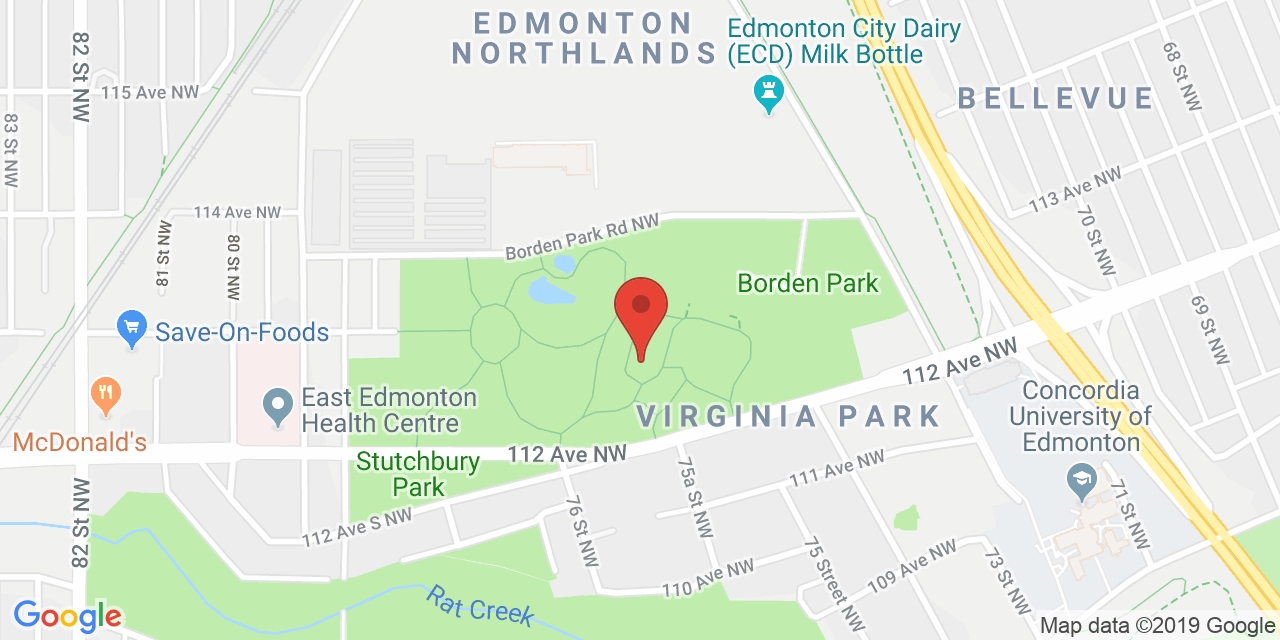 EDMONTON
NORTHLANDS
Edmonton City Dairy
(ECD) Milk Bottle
BELLEVUE
68 St NW
82 St NW
115 Ave NW
83 St NW
113 Ave NW
70 St NW
114 Ave NW
81 St NW
80 St NW
Borden Park Rd NW
Borden Park
69 St NW
Save-On-Foods
112 Ave NW
East Edmonton
Health Centre
McDonald's
VIRGINIA PARK
Concordia
University of
Edmonton
112 Ave NW
Stutchbury
Park
111 Ave NW
75a St NW
71 St NW
82 St NW
112 Ave S NW
76 St NW
75 Street NW
109 Ave NW
73 St NW
110 Ave NW
Rat Creek
Google
Map data ©2019 Google